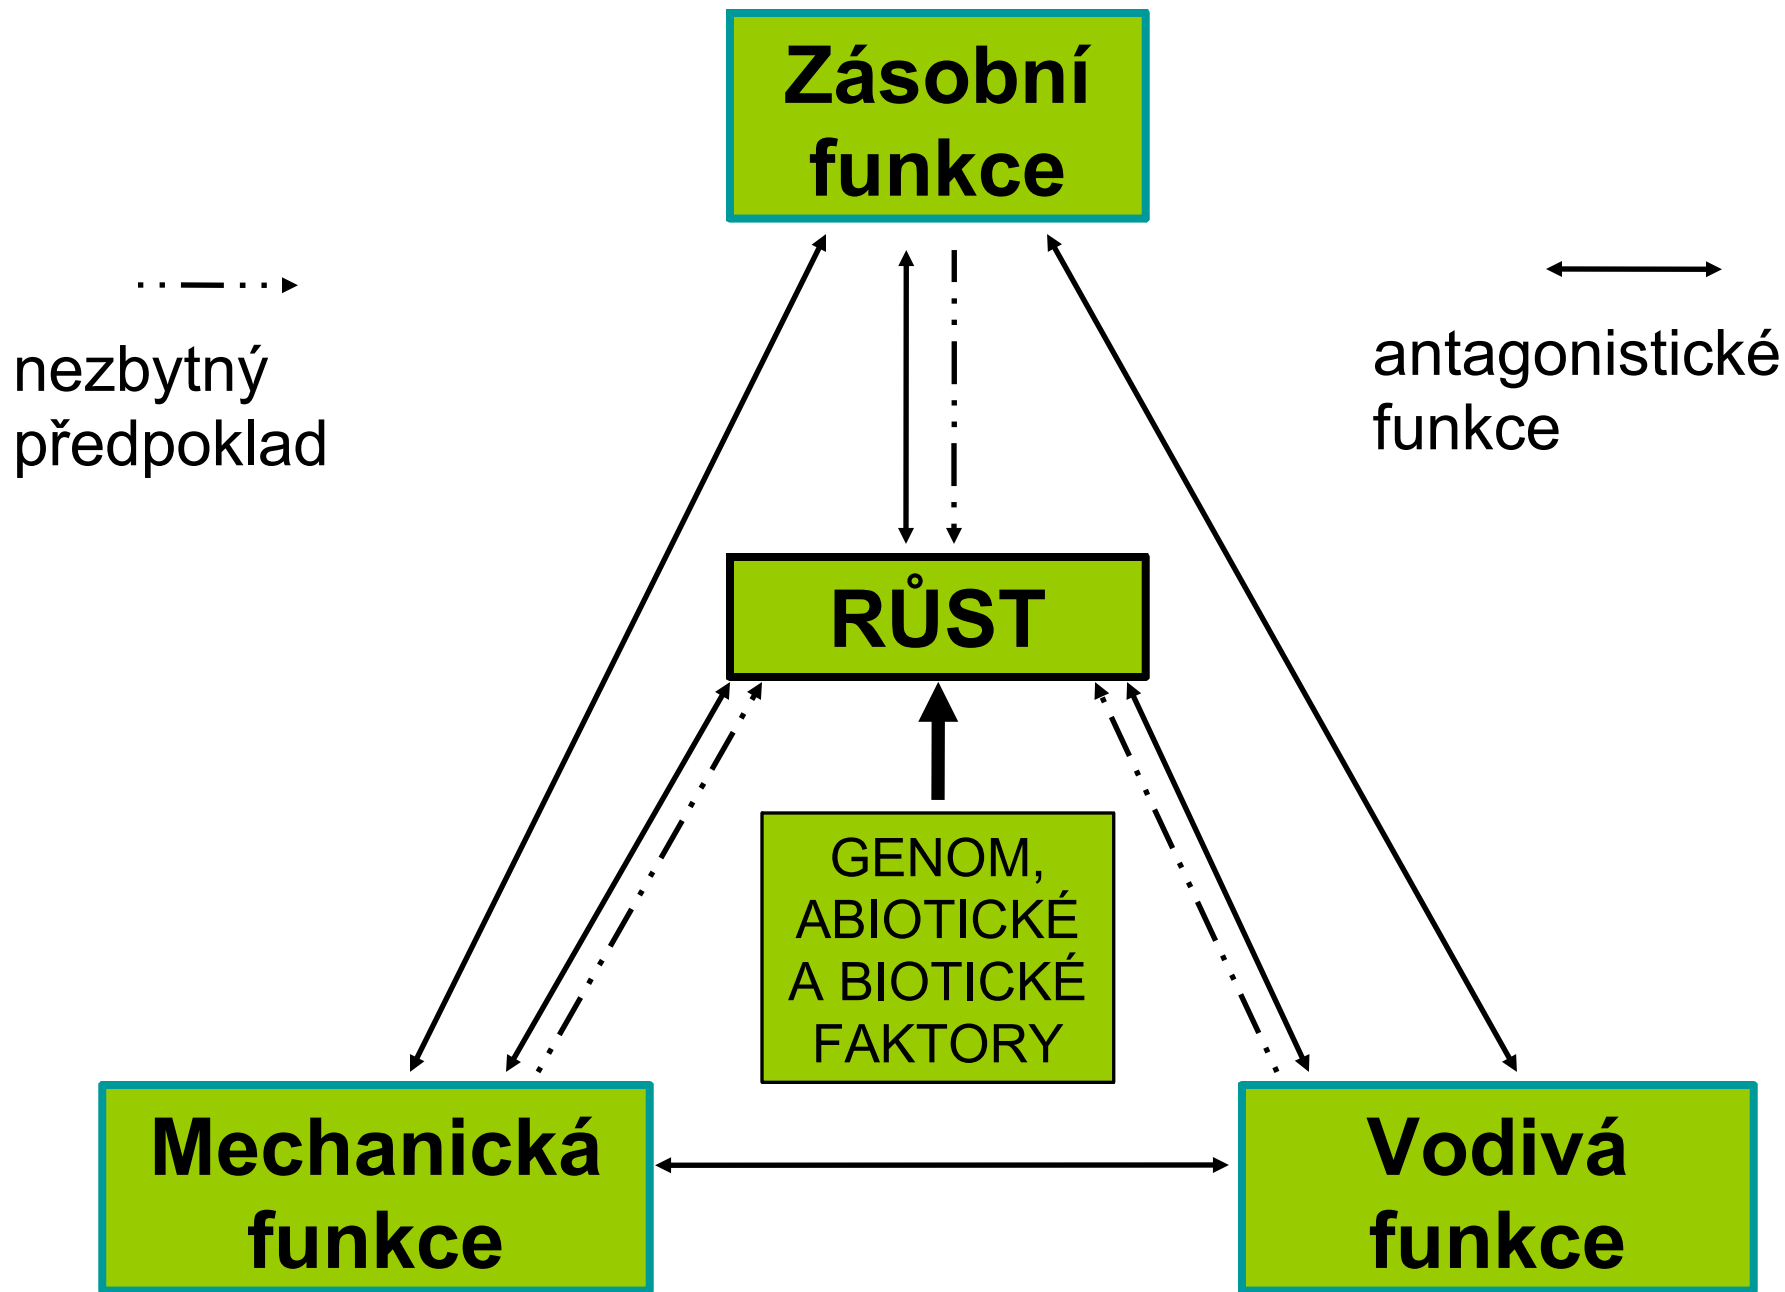 Zásobní
funkce
nezbytný
předpoklad
antagonistické
funkce
RŮST
GENOM,
ABIOTICKÉ
A BIOTICKÉ
FAKTORY
Mechanická
funkce
Vodivá
funkce